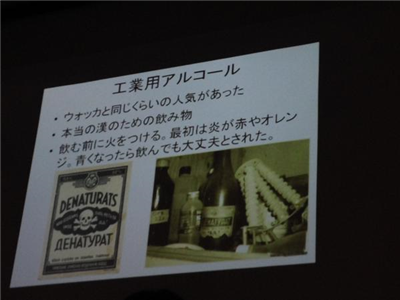 工業用アルコール
• ウォッカと同じくらいの人気があった
• 本当の漢のための飲み物
• 飲む前に火をつける。最初は炎が赤やオレン
ジ。青くなったら飲んでも大丈夫とされた。
DENATURATS
ДЕНАТУРАТ